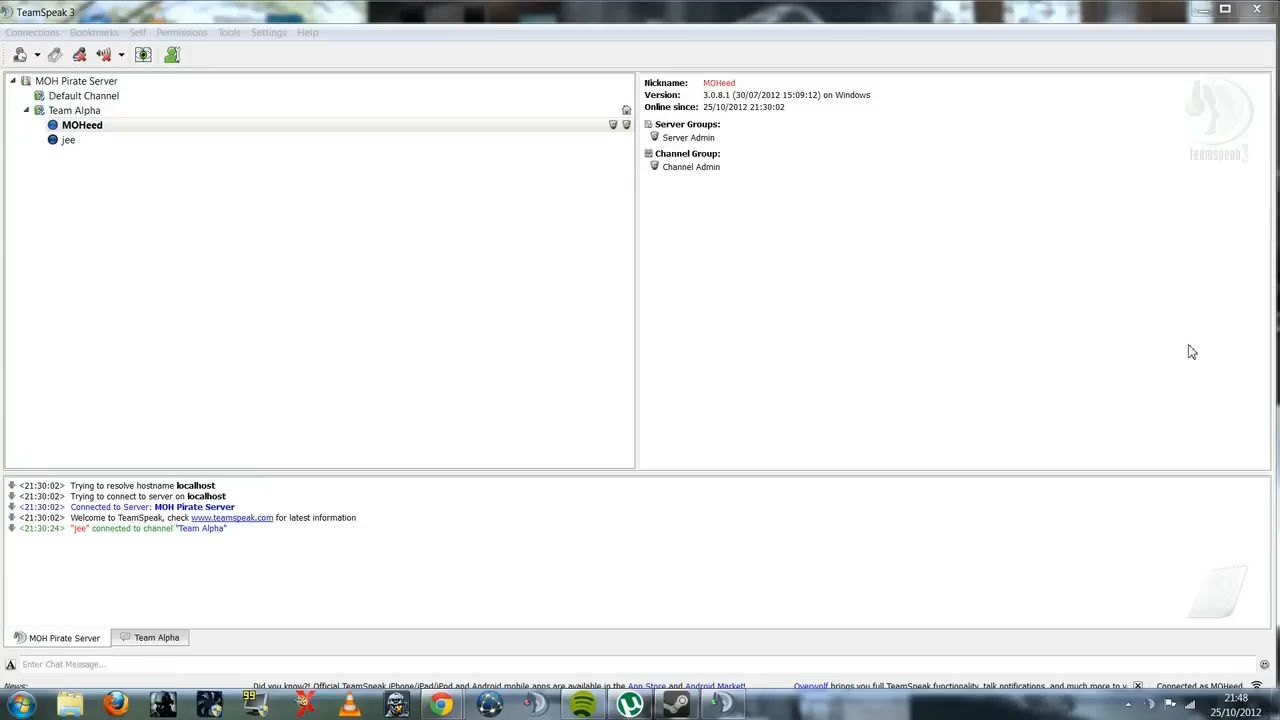 TeamSpeak 3
Connections Bookmarks Self Permissions Tools Settings Help
MOH Pirate Server
Default Channel
Team Alpha
MOHeed
jee
Nickname: MOHeed
Version: 3.0.8.1 (30/07/2012 15:09:12) on Windows
Online since: 25/10/2012 21:30:02
Server Groups:
Server Admin
Channel Group:
Channel Admin
teamspeak3
<21:30:02> Trying to resolve hostname localhost
<21:30:02> Trying to connect to server on localhost
<21:30:02> Connected to Server: MOH Pirate Server
<21:30:02> Welcome to TeamSpeak, check www.teamspeak.com for latest information
<21:30:24> "jee" connected to channel "Team Alpha"
MOH Pirate Server Team Alpha
Enter Chat Message...
News: Did you know?! Official TeamSpeak iPhone/iPad/iPod and Android mobile apps are available in the App Store and Android Market! Overwolf brings you full TeamSpeak functionality, talk notifications, and much more to y Connected as MOHeed
99
21:48
25/10/2012